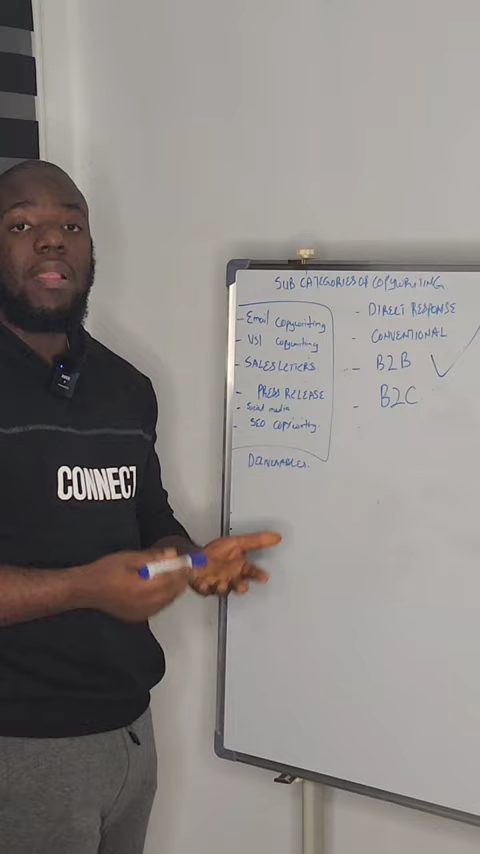 SUB CATEGORIES OF COPYWRITING
- Email Copywriting
- VSL Copywriting
- SALES LETTERS
- PRESS RELEASE
- Social media
- SEO Copywriting
DELIVERABLES.
- DIRECT RESPONSE
- CONVENTIONAL
- B2B
- B2C
CONNECT